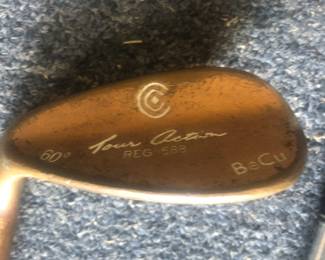 60°
Tour Action
REG-588
BeCu